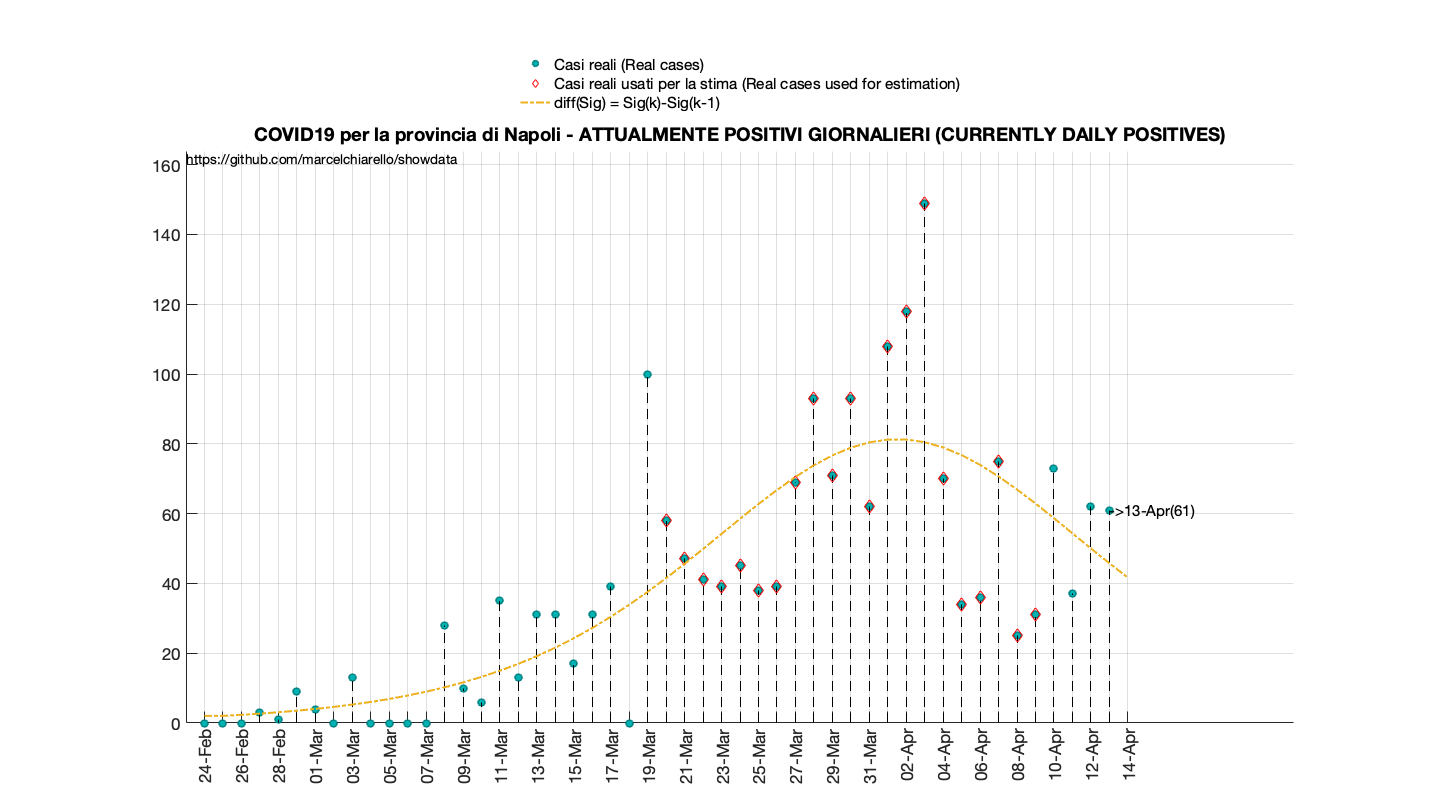 Casi reali (Real cases)
Casi reali usati per la stima (Real cases used for estimation)
diff(Sig) = Sig(k)-Sig(k-1)
COVID19 per la provincia di Napoli - ATTUALMENTE POSITIVI GIORNALIERI (CURRENTLY DAILY POSITIVES)
https://github.com/marcelchiarello/showdata
160
140
120
100
80
60
40
20
0
->13-Apr(61)
24-Feb
26-Feb
28-Feb
01-Mar
03-Mar
05-Mar
07-Mar
09-Mar
11-Mar
13-Mar
15-Mar
17-Mar
19-Mar
21-Mar
23-Mar
25-Mar
27-Mar
29-Mar
31-Mar
02-Apr
04-Apr
06-Apr
08-Apr
10-Apr
12-Apr
14-Apr